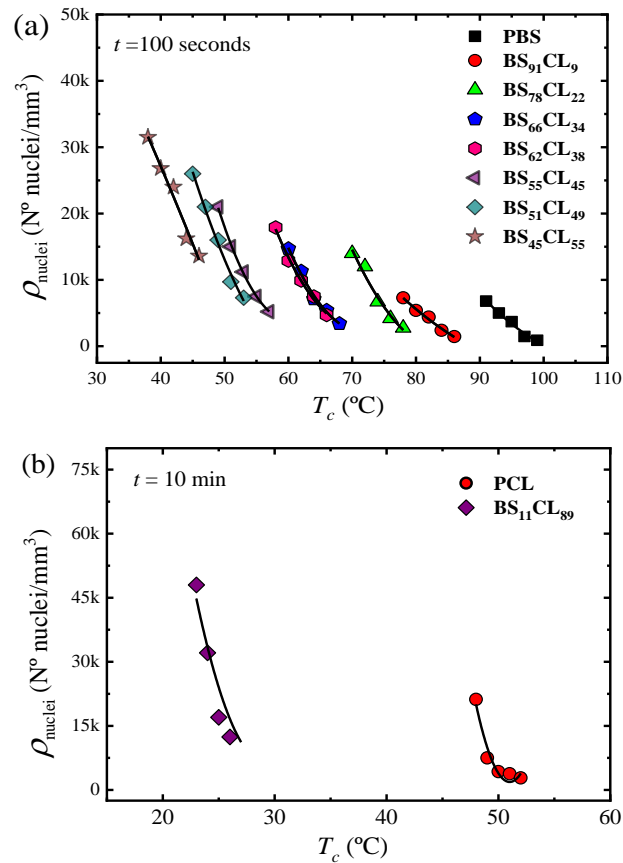 (a)
t =100 seconds
PBS
BS₉₁CL₉
BS₇₈CL₂₂
BS₆₆CL₃₄
BS₆₂CL₃₈
BS₅₅CL₄₅
BS₅₁CL₄₉
BS₄₅CL₅₅
50k
40k
30k
20k
10k
0
30 40 50 60 70 80 90 100 110
ρnuclei (Nº nuclei/mm³)
Tc (ºC)
(b)
t = 10 min
PCL
BS₁₁CL₈₉
75k
60k
45k
30k
15k
0
20 30 40 50 60
ρnuclei (Nº nuclei/mm³)
Tc (ºC)